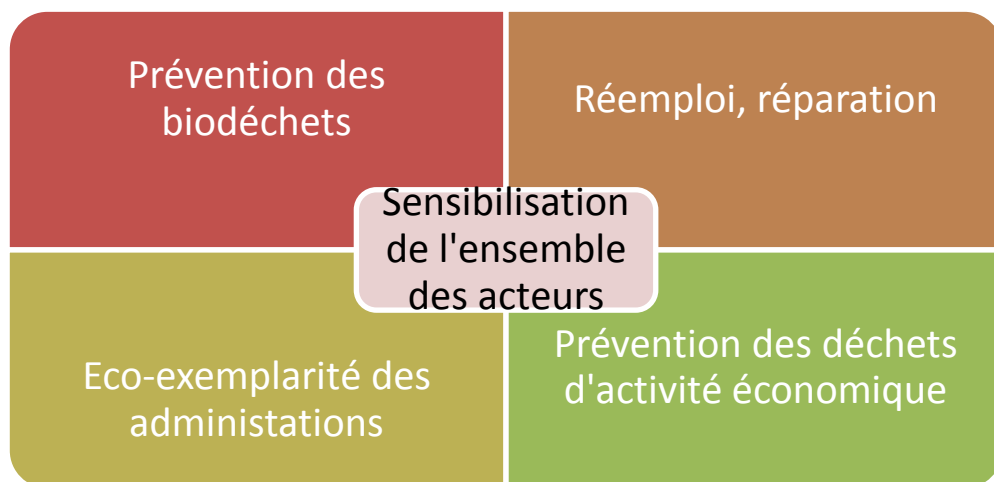 Prévention des
biodéchets
Réemploi, réparation
Sensibilisation
de l'ensemble
des acteurs
Eco-exemplarité des
administations
Prévention des déchets
d'activité économique